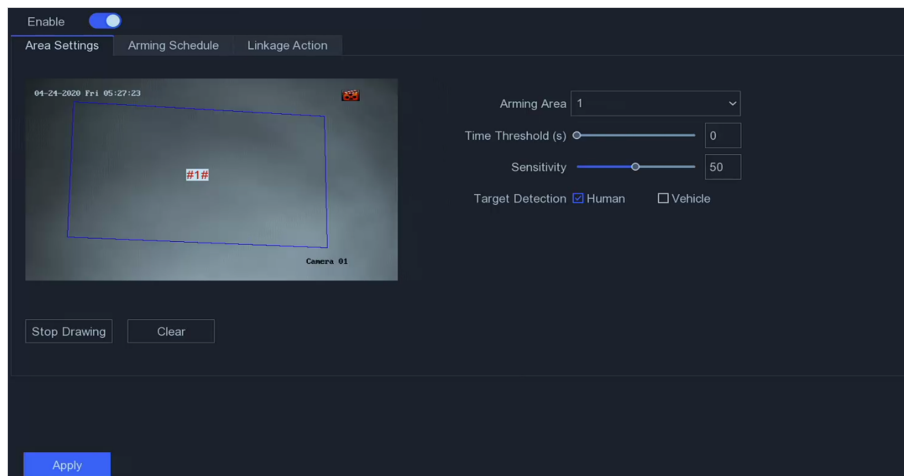 Enable
Area Settings Arming Schedule Linkage Action
04-24-2020 Fri 05:27:23
Arming Area 1
Time Threshold (s) 0
#1#
Sensitivity 50
Target Detection Human Vehicle
Camera 01
Stop Drawing Clear
Apply